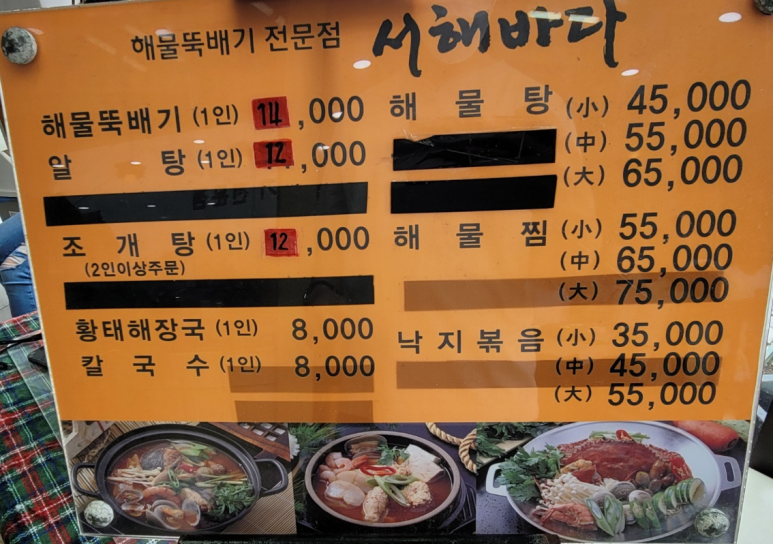 해물뚝배기 전문점 서해바다
해물뚝배기 (1인) 14,000
알 탕 (1인) 12,000
조 개 탕 (1인) 12,000
(2인이상주문)
황태해장국 (1인) 8,000
칼 국 수 (1인) 8,000
해 물 탕 (小) 45,000
(中) 55,000
(大) 65,000
해 물 찜 (小) 55,000
(中) 65,000
(大) 75,000
낙 지 볶 음 (小) 35,000
(中) 45,000
(大) 55,000